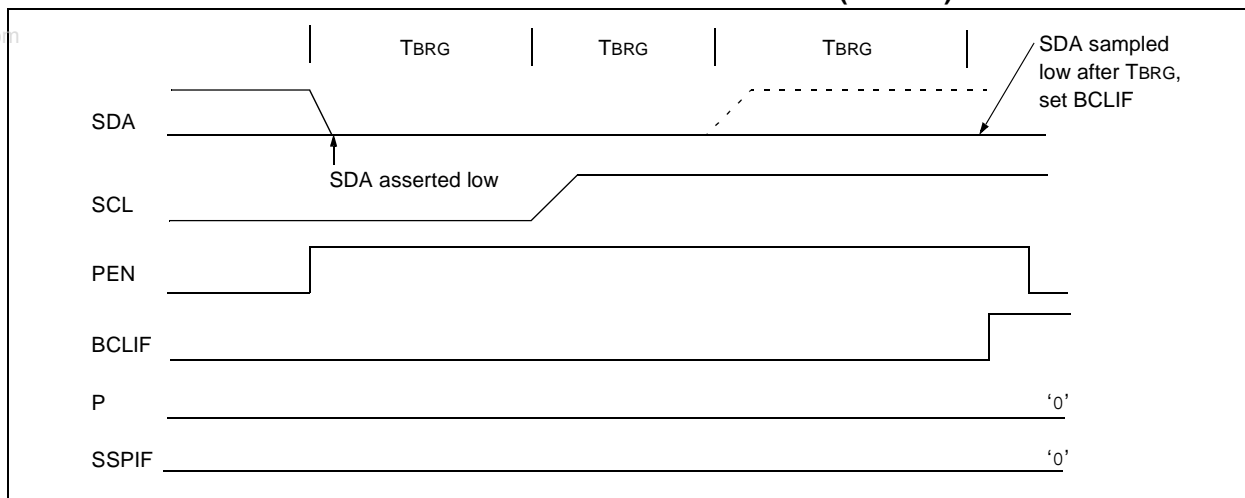 om
TBRG TBRG TBRG
SDA sampled
low after TBRG,
set BCLIF
SDA
SDA asserted low
SCL
PEN
BCLIF
P '0'
SSPIF '0'